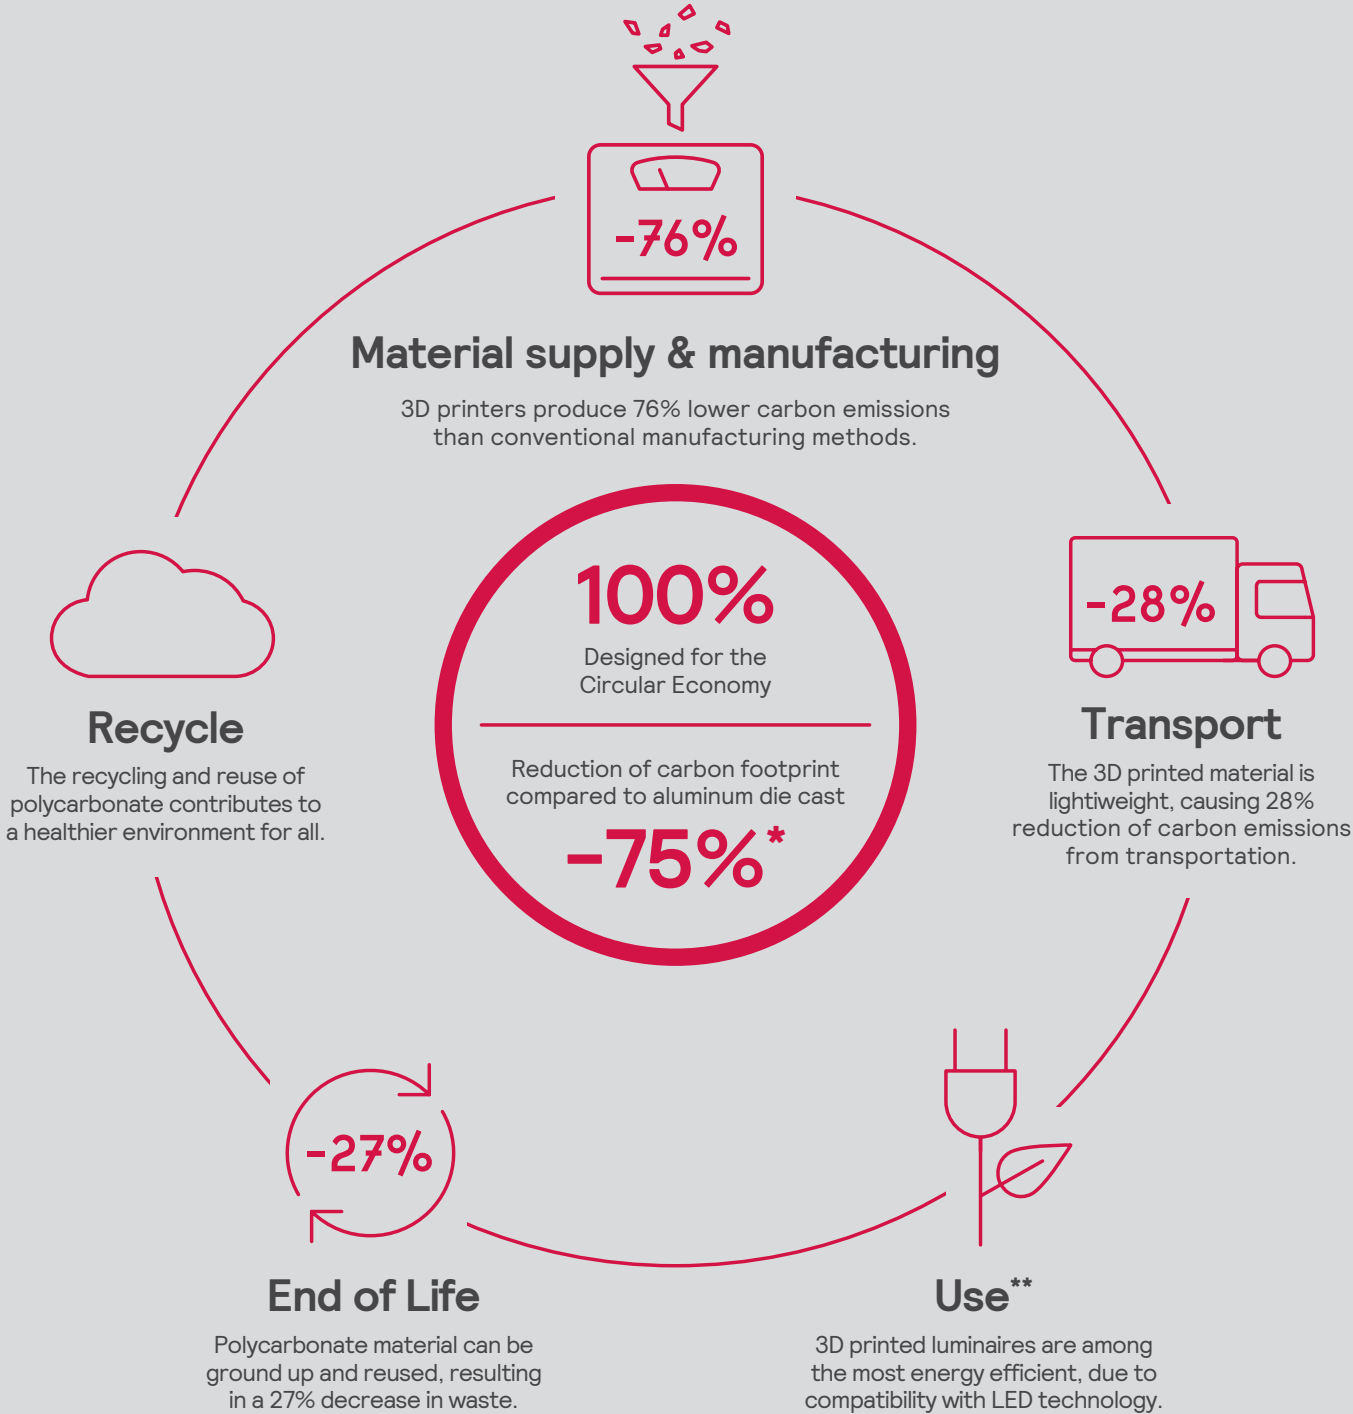 -76%
Material supply & manufacturing
3D printers produce 76% lower carbon emissions
than conventional manufacturing methods.
100%
Designed for the
Circular Economy
Reduction of carbon footprint
compared to aluminum die cast
-75%*
-28%
Transport
The 3D printed material is
lightiweight, causing 28%
reduction of carbon emissions
from transportation.
Use**
3D printed luminaires are among
the most energy efficient, due to
compatibility with LED technology.
-27%
End of Life
Polycarbonate material can be
ground up and reused, resulting
in a 27% decrease in waste.
Recycle
The recycling and reuse of
polycarbonate contributes to
a healthier environment for all.